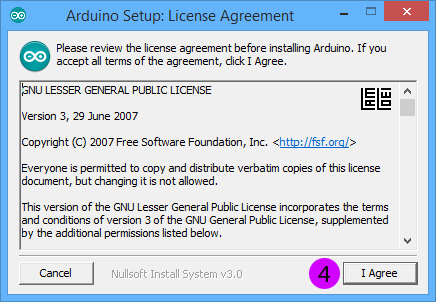 Arduino Setup: License Agreement
Please review the license agreement before installing Arduino. If you
accept all terms of the agreement, click I Agree.
GNU LESSER GENERAL PUBLIC LICENSE
Version 3, 29 June 2007
Copyright (C) 2007 Free Software Foundation, Inc. <http://fsf.org/>
Everyone is permitted to copy and distribute verbatim copies of this license
document, but changing it is not allowed.
This version of the GNU Lesser General Public License incorporates the terms
and conditions of version 3 of the GNU General Public License, supplemented
by the additional permissions listed below.
Cancel
Nullsoft Install System v3.0
4
I Agree